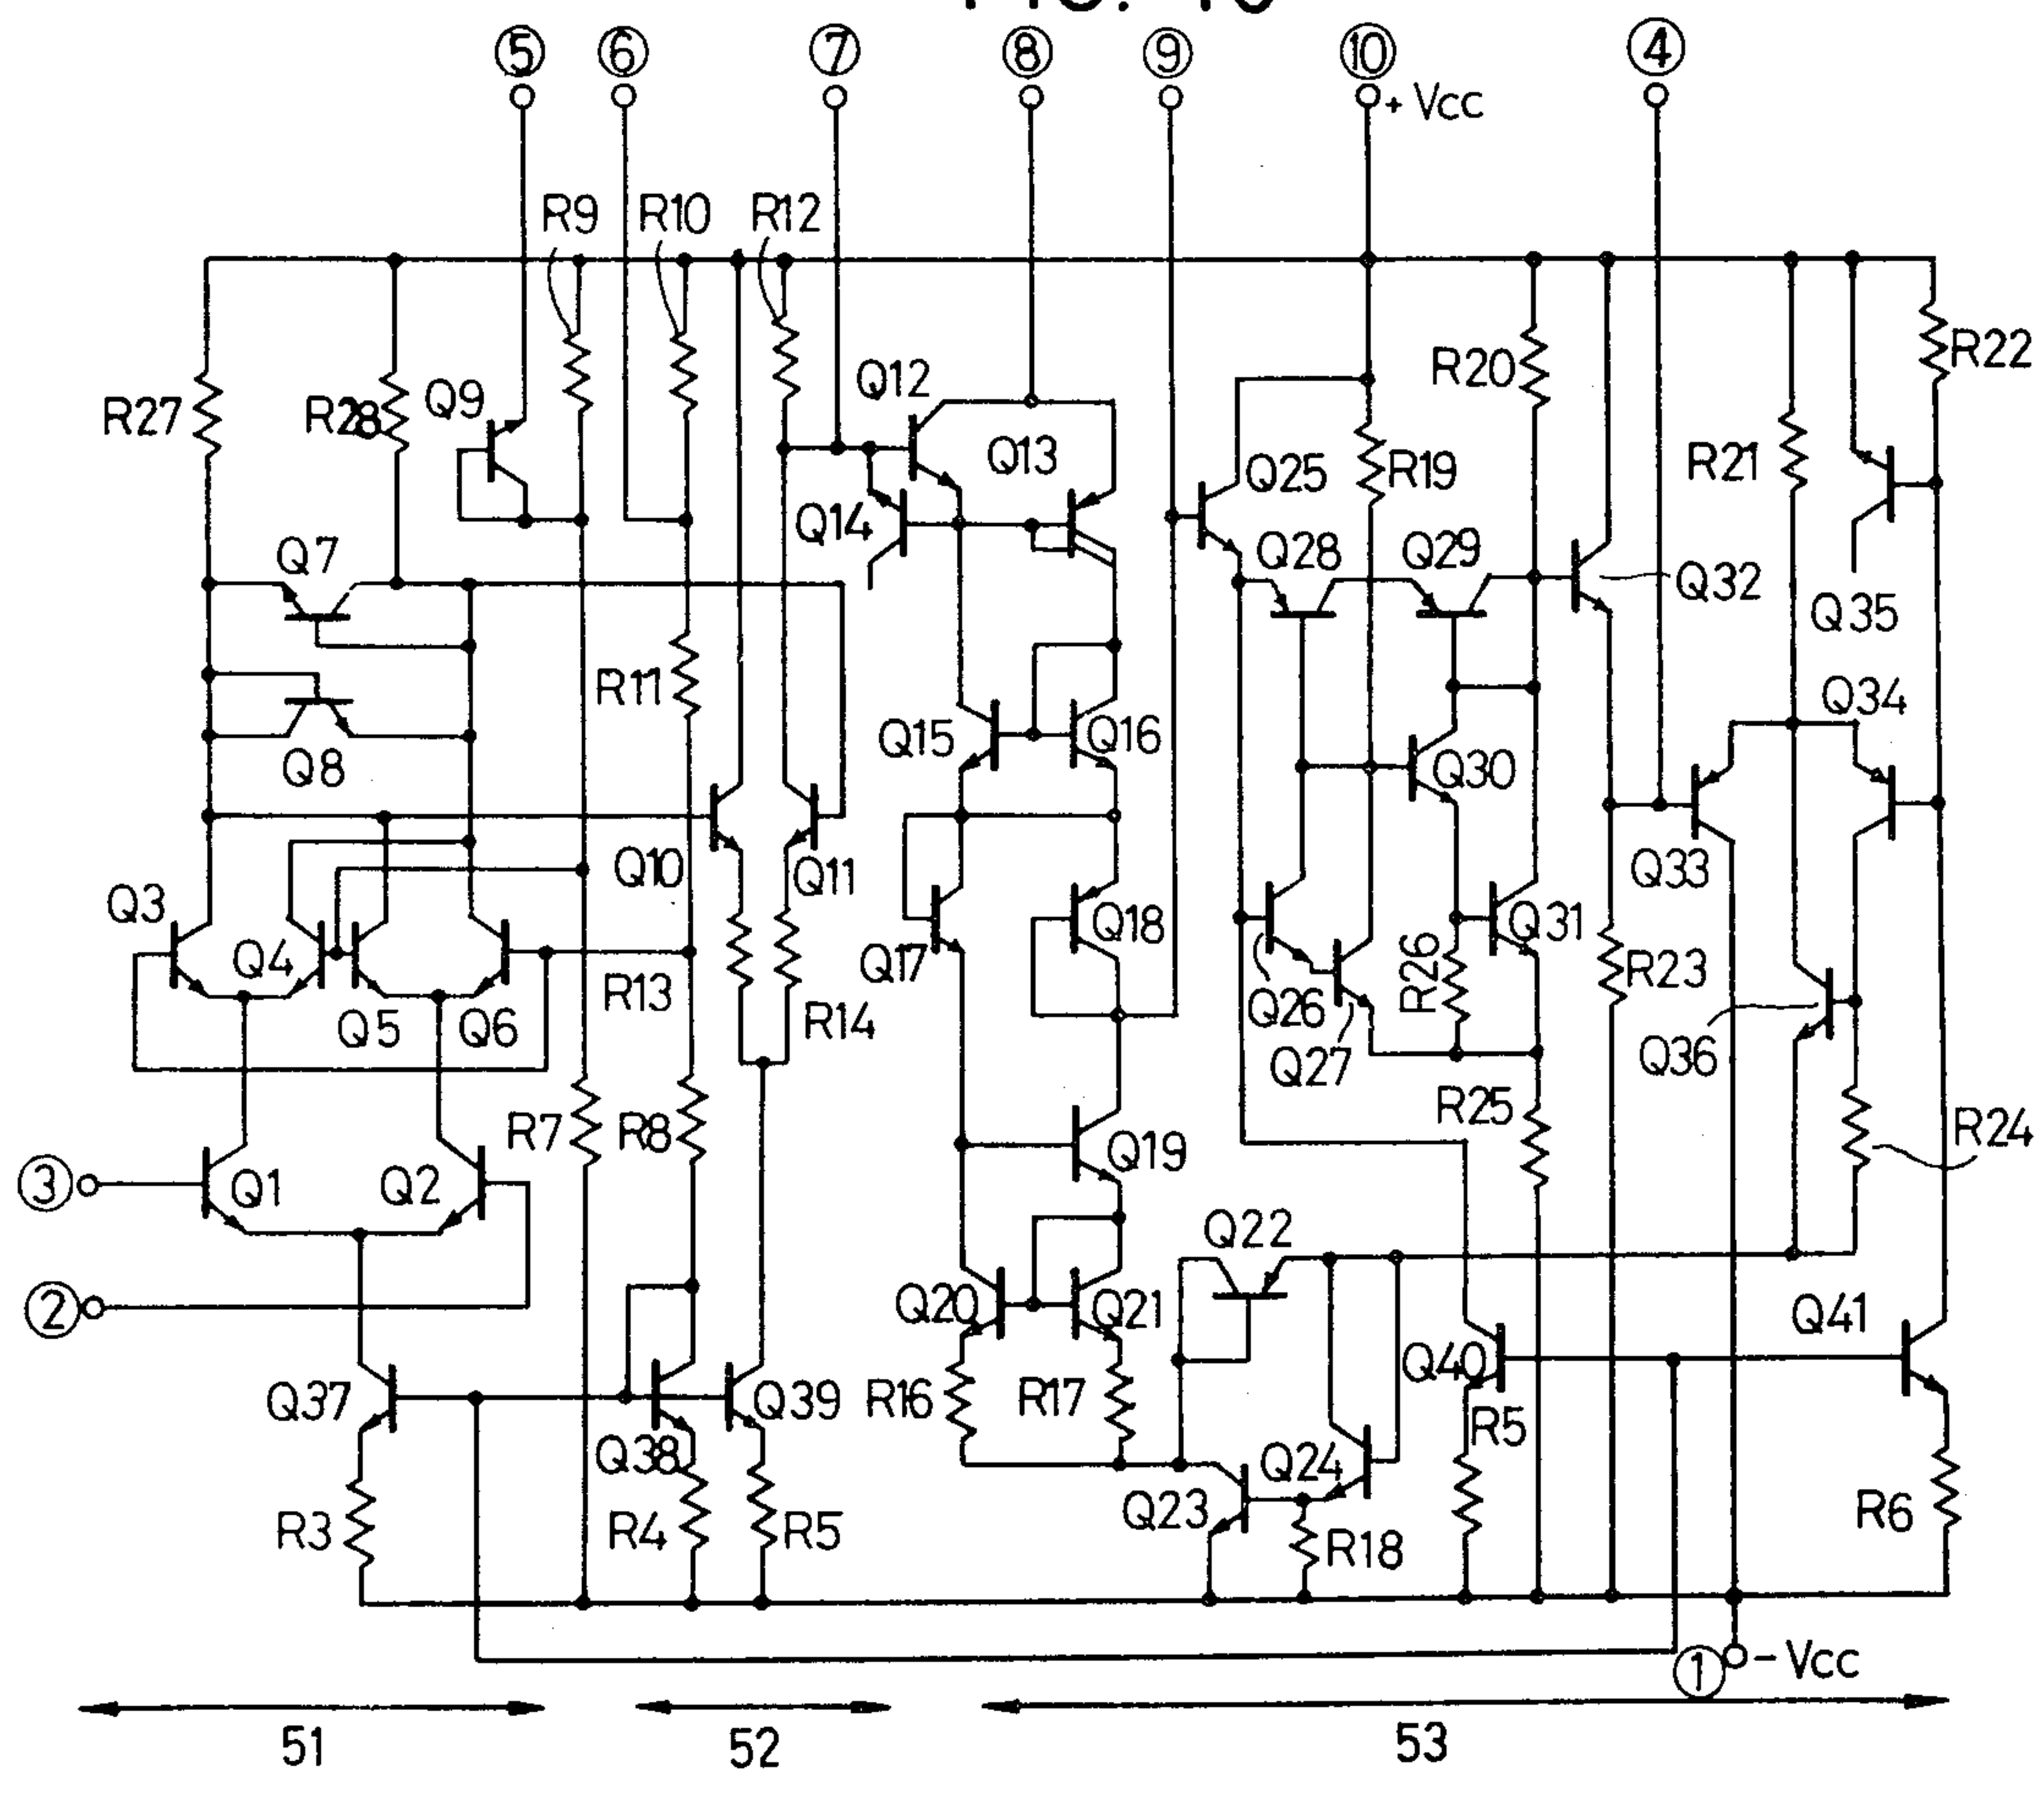 ⑤ ⑥ ⑦ ⑧ ⑨ ⑩ ④
+ Vcc
R9 R10 R12
R27 R28 Q9 Q12 Q13 R20 R22
Q14 Q25 R19 R21
Q7 Q28 Q29 Q32 Q35
R11 Q34
Q8 Q15 Q16 Q30
Q10 Q11 Q33
Q3 Q4 Q17 Q18 Q31
R13 R26 R23
Q5 Q6 R14 Q26 Q36
Q27
R7 R8 Q19 R25 R24
③ Q1 Q2
Q22
② Q20 Q21 Q41
Q37 Q39 R16 R17 Q40
Q38 Q24 R5
R3 R4 R5 Q23 R18 R6
① - Vcc
51 52 53